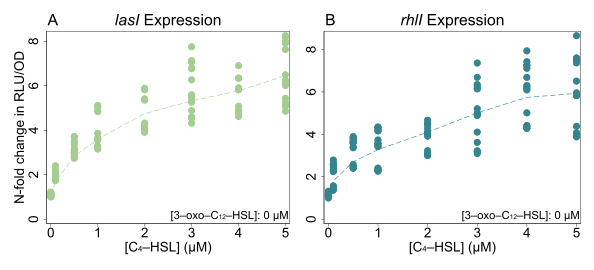 A lasI Expression
B rhlI Expression
N-fold change in RLU/OD
8
6
4
2
0
[3–oxo–C₁₂–HSL]: 0 µM
0 1 2 3 4 5
[C₄–HSL] (µM)
8
6
4
2
0
[3–oxo–C₁₂–HSL]: 0 µM
0 1 2 3 4 5
[C₄–HSL] (µM)